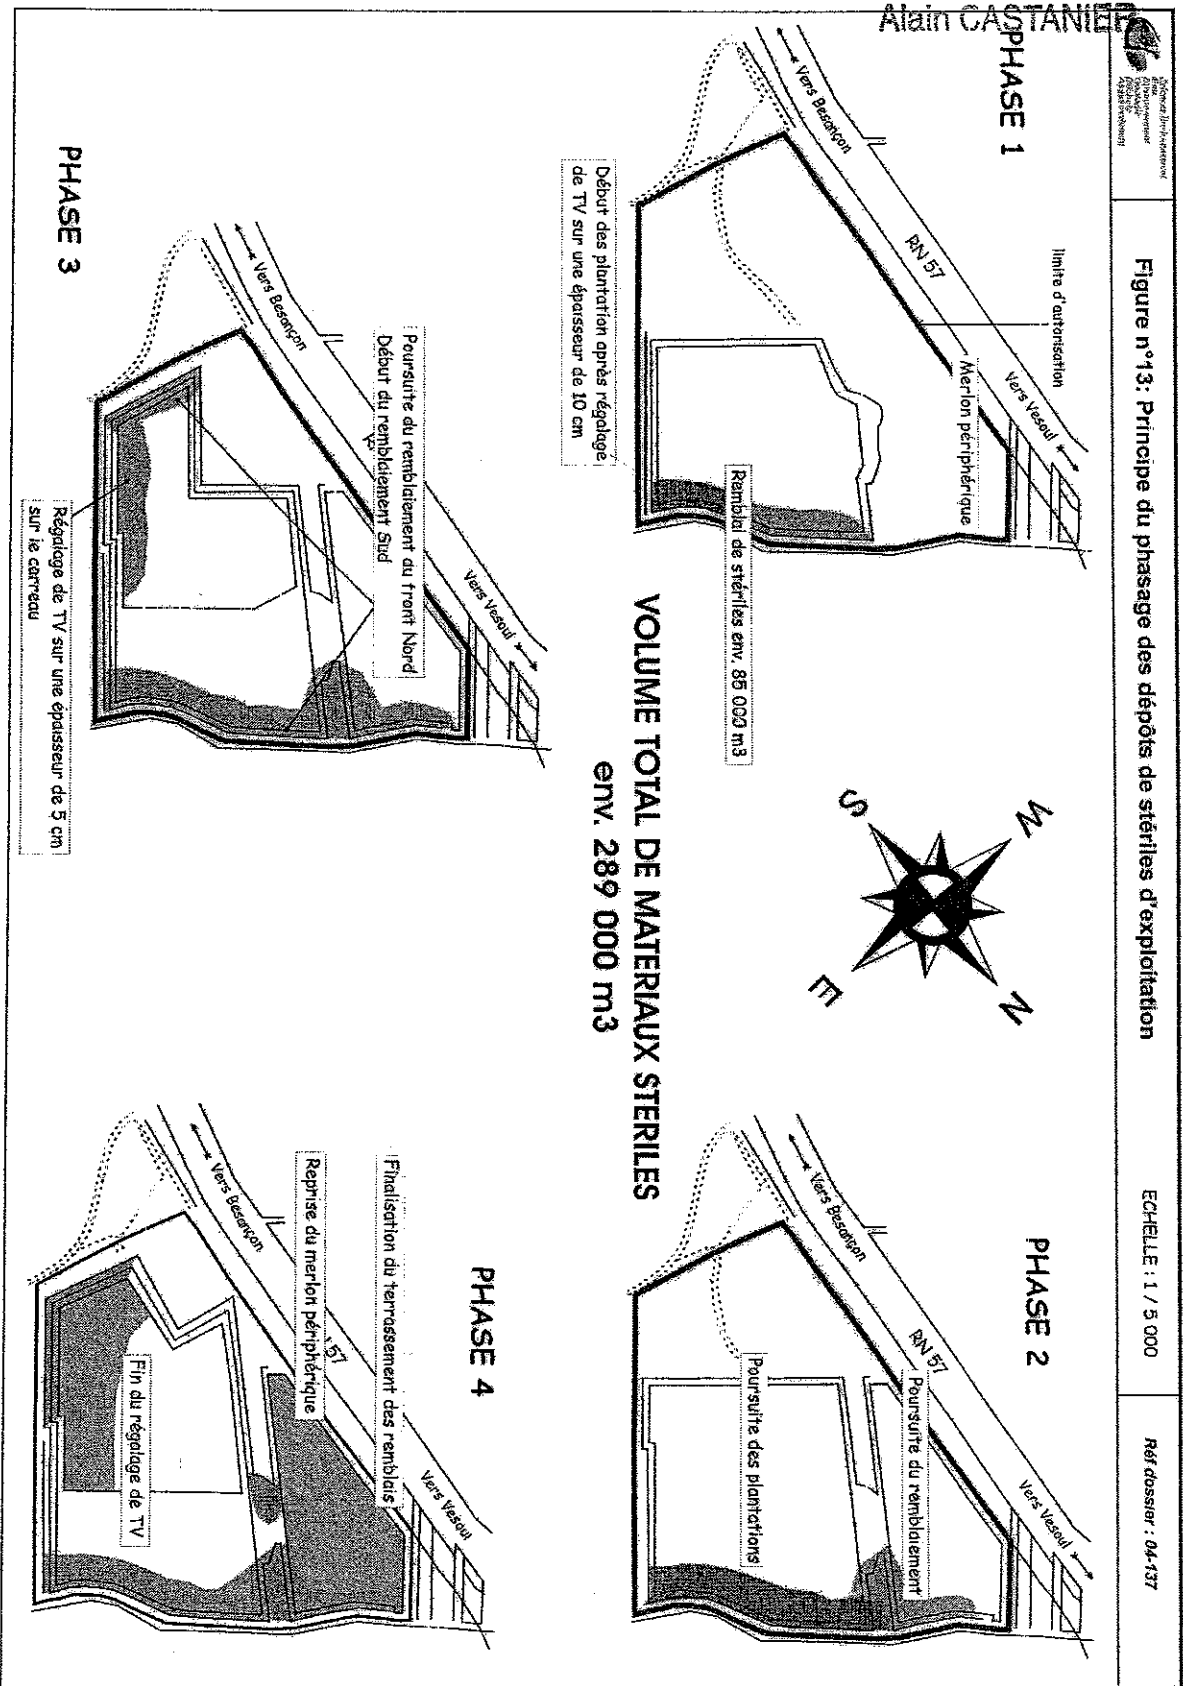 Alain CASTANIER
Figure n°13: Principe du phasage des dépôts de stériles d'exploitation
ECHELLE : 1 / 5 000
Réf dossier : 04-137
PHASE 1
Vers Besançon
RN 57
limite d'autorisation
Vers Vesoul
Merlon périphérique
Remblai de stériles env. 85 000 m3
Début des plantation après régalage
de TV sur une épaisseur de 10 cm
S
W
N
E
PHASE 2
Vers Besançon
RN 57
Vers Vesoul
Poursuite du remblaiement
Poursuite des plantations
VOLUME TOTAL DE MATERIAUX STERILES
env. 289 000 m3
PHASE 3
Vers Besançon
Vers Vesoul
Poursuite du remblaiement du front Nord
Début du remblaiement Sud
Régalage de TV sur une épaisseur de 5 cm
sur le carreau
PHASE 4
Vers Besançon
57
Vers Vesoul
Finalisation du terrassement des remblais
Reprise du merlon périphérique
Fin du régalage de TV